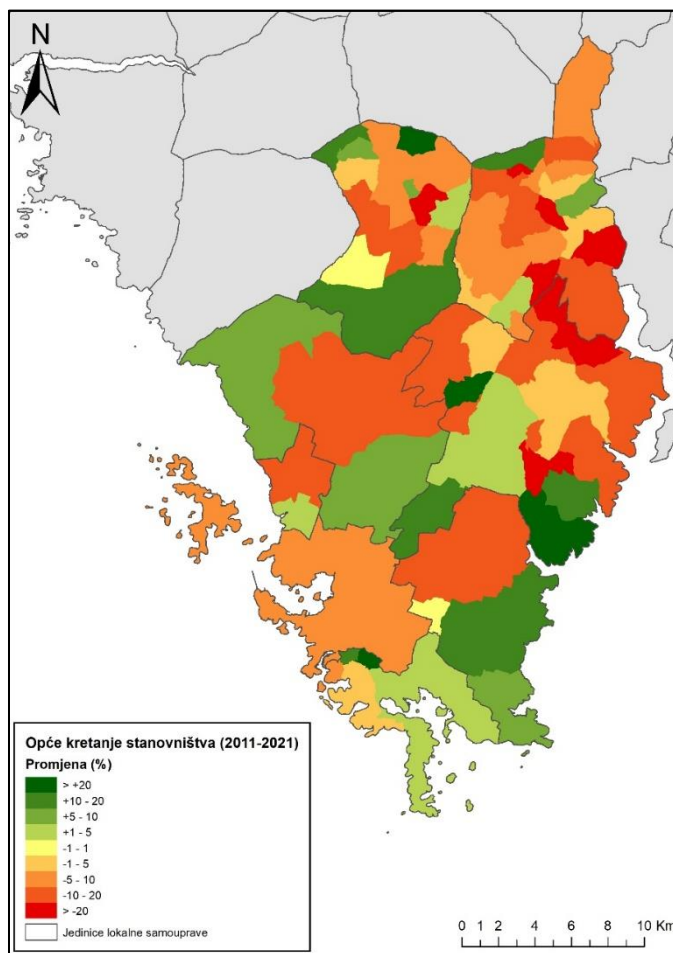 N
Opće kretanje stanovništva (2011-2021)
Promjena (%)
> +20
+10 - 20
+5 - 10
+1 - 5
-1 - 1
-1 - 5
-5 - 10
-10 - 20
> -20
Jedinice lokalne samouprave
0 1 2 4 6 8 10 Km